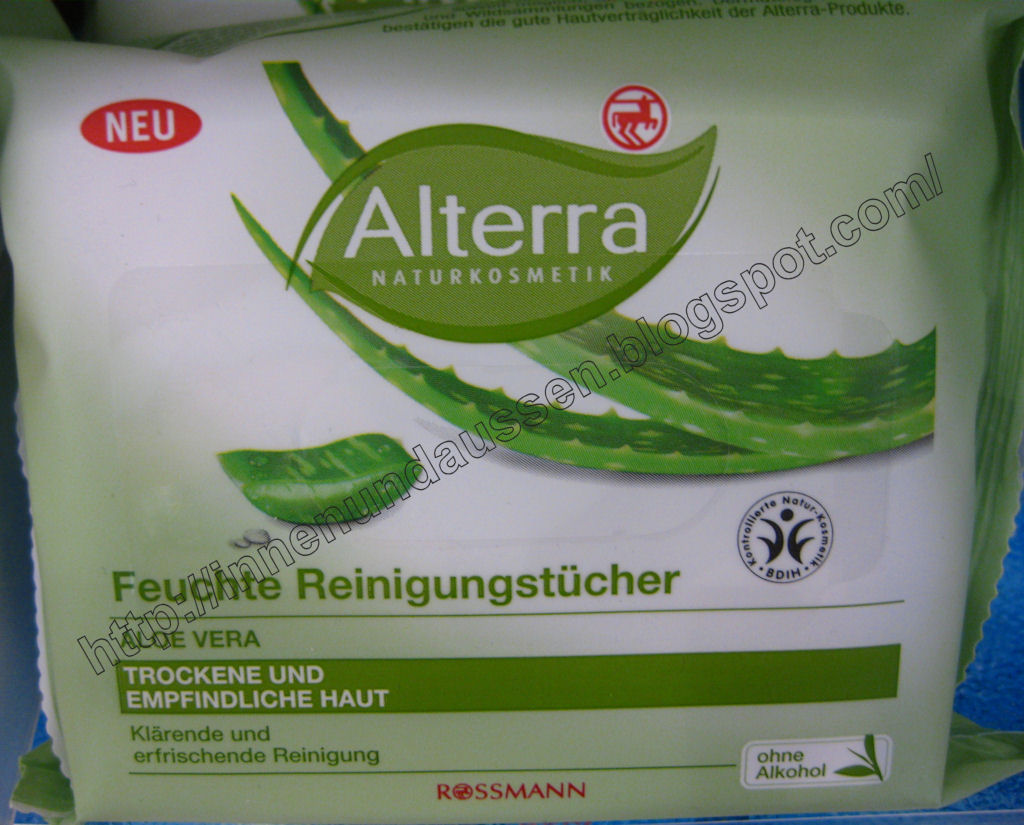 bestätigen die gute Hautverträglichkeit der Alterra-Produkte.
NEU
Alterra
NATURKOSMETIK
http://innenundaussen.blogspot.com/
Kontrollierte Natur-Kosmetik
• BDIH •
Feuchte Reinigungstücher
ALOE VERA
TROCKENE UND
EMPFINDLICHE HAUT
Klärende und
erfrischende Reinigung
ohne
Alkohol
ROSSMANN